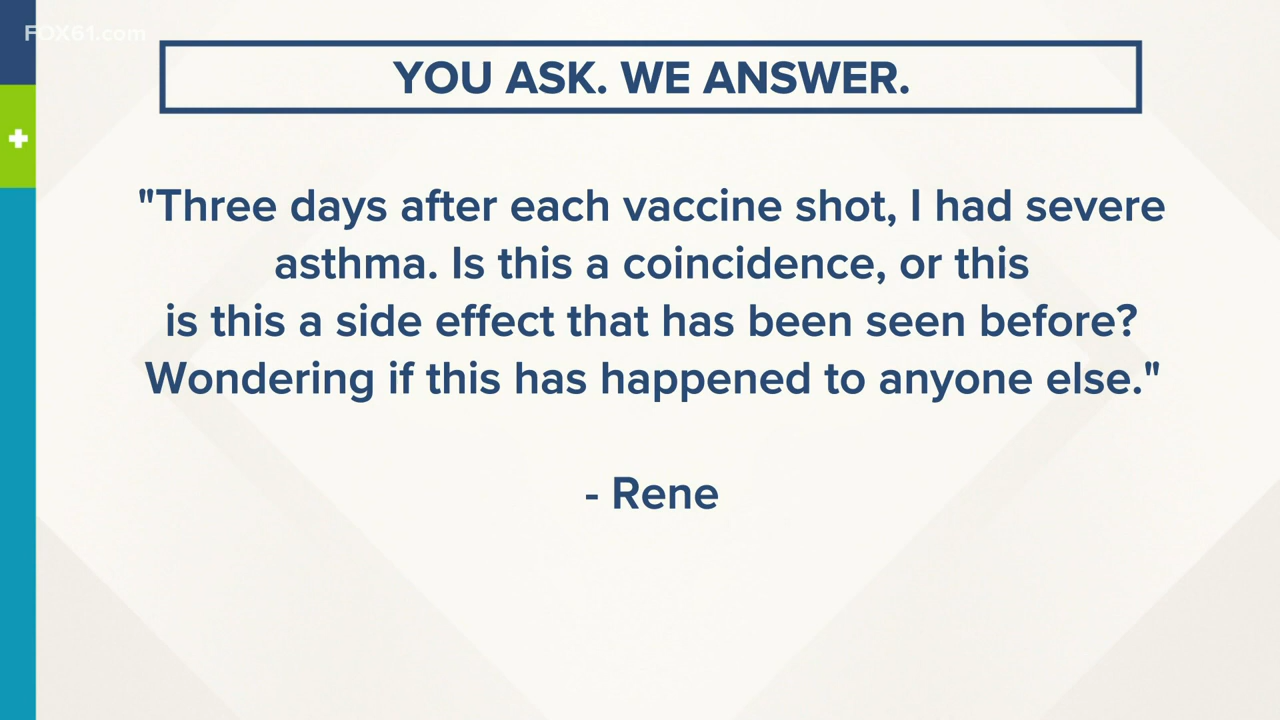 FOX61.com
YOU ASK. WE ANSWER.
"Three days after each vaccine shot, I had severe
asthma. Is this a coincidence, or this
is this a side effect that has been seen before?
Wondering if this has happened to anyone else."
- Rene